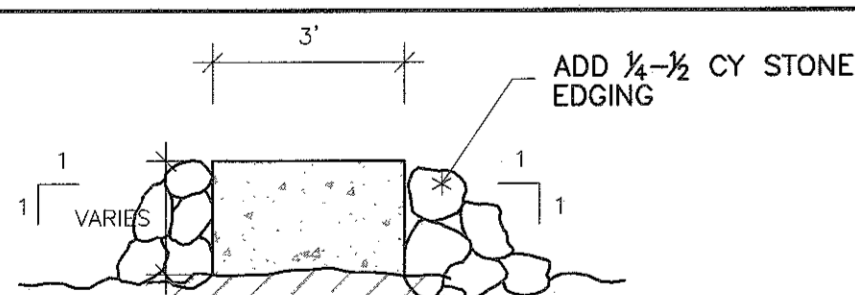 3'
ADD ¼-½ CY STONE
EDGING
1
1
VARIES
1
1